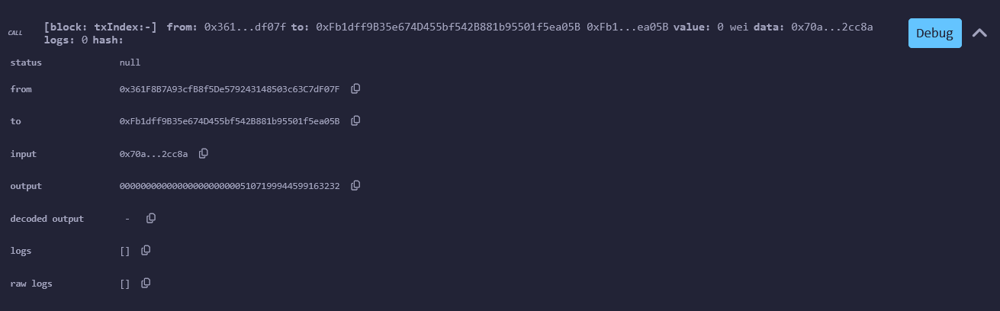 CALL
[block: txIndex:-] from: 0x361...df07f to: 0xFb1dff9B35e674D455bf542B881b95501f5ea05B 0xFb1...ea05B value: 0 wei data: 0x70a...2cc8a
logs: 0 hash:
Debug
status null
from 0x361F8B7A93cfB8f5De579243148503c63C7dF07F
to 0xFb1dff9B35e674D455bf542B881b95501f5ea05B
input 0x70a...2cc8a
output 000000000000000000000005107199944599163232
decoded output -
logs []
raw logs []